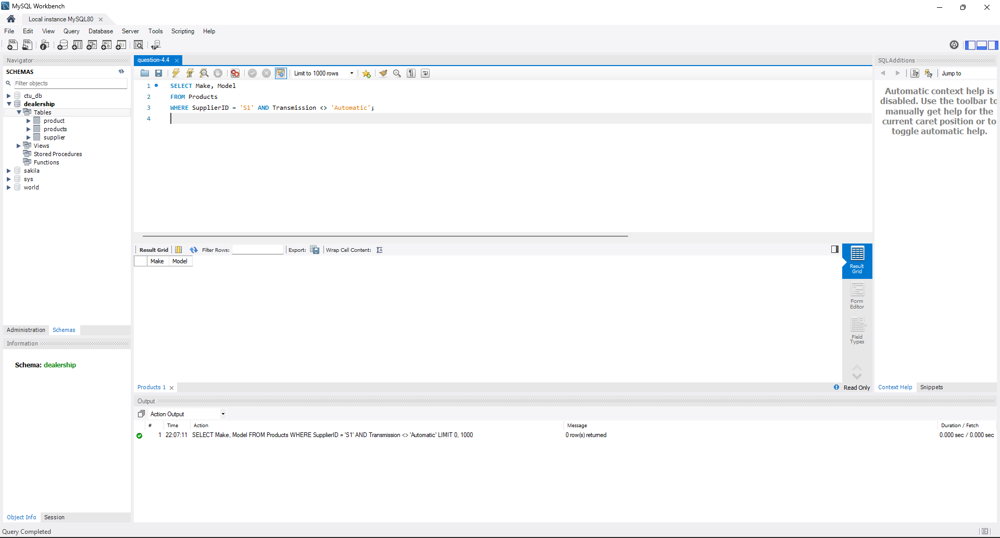 MySQL Workbench
Local instance MySQL80
File Edit View Query Database Server Tools Scripting Help
Navigator
SCHEMAS
Filter objects
ctu_db
dealership
Tables
product
products
supplier
Views
Stored Procedures
Functions
sakila
sys
world
Administration Schemas
Information
Schema: dealership
Object Info Session
question-4.4
Limit to 1000 rows
1 SELECT Make, Model
2 FROM Products
3 WHERE SupplierID = 'S1' AND Transmission <> 'Automatic';
4
Result Grid Filter Rows: Export: Wrap Cell Content:
Make Model
Result
Grid
Form
Editor
Field
Types
Products 1
Read Only
SQLAdditions
Jump to
Automatic context help is
disabled. Use the toolbar to
manually get help for the
current caret position or to
toggle automatic help.
Context Help Snippets
Output
Action Output
# Time Action Message Duration / Fetch
1 22:07:11 SELECT Make, Model FROM Products WHERE SupplierID = 'S1' AND Transmission <> 'Automatic' LIMIT 0, 1000 0 row(s) returned 0.000 sec / 0.000 sec
Query Completed